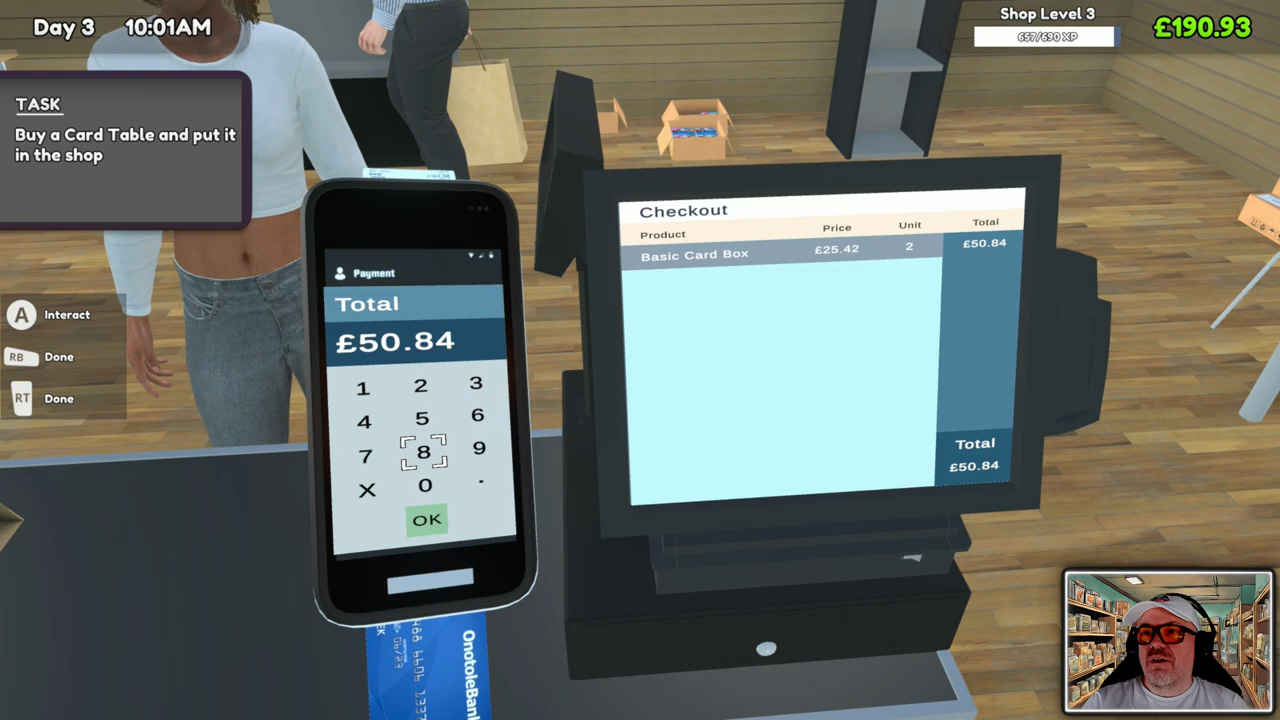 Day 3 10:01AM
Shop Level 3
657/690 XP
£190.93
TASK
Buy a Card Table and put it
in the shop
A Interact
RB Done
RT Done
Payment
Total
£50.84
1 2 3
4 5 6
7 8 9
X 0 .
OK
Checkout
Product Price Unit Total
Basic Card Box £25.42 2 £50.84
Total
£50.84
OnotoleBank